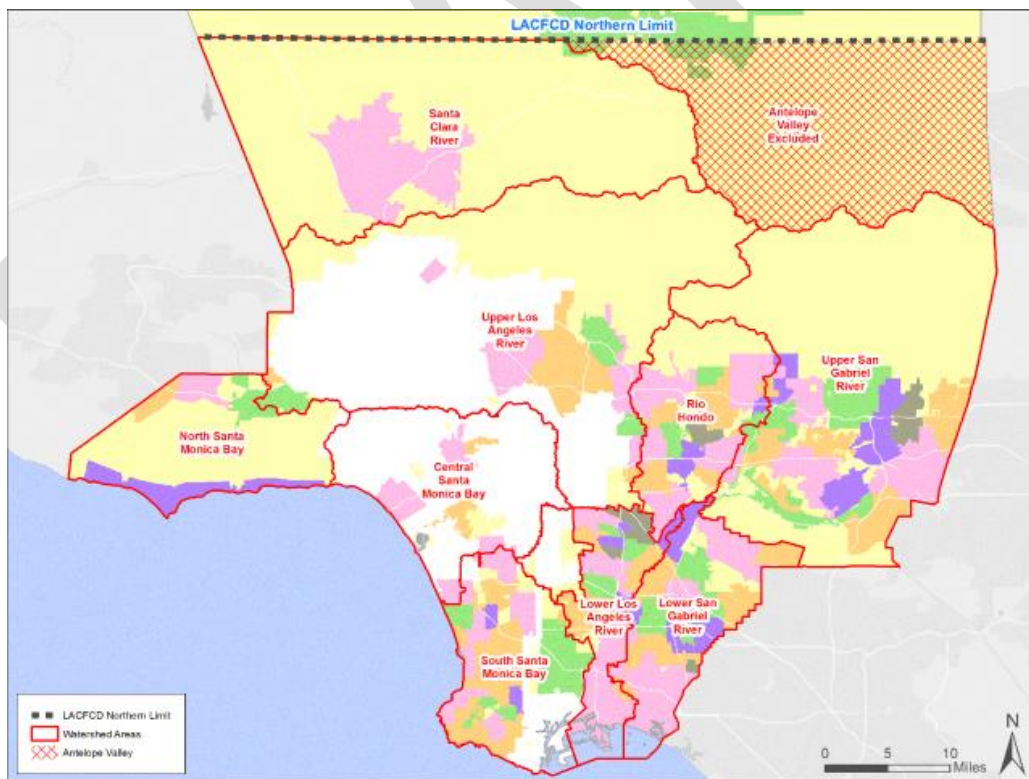 LACFCD Northern Limit
Santa
Clara
River
Antelope
Valley
Excluded
Upper Los
Angeles
River
Upper San
Gabriel
River
Rio
Hondo
North Santa
Monica Bay
Central
Santa
Monica Bay
Lower Los
Angeles
River
Lower San
Gabriel
River
South Santa
Monica Bay
LACFCD Northern Limit
Watershed Areas
Antelope Valley
N
0 5 10
Miles